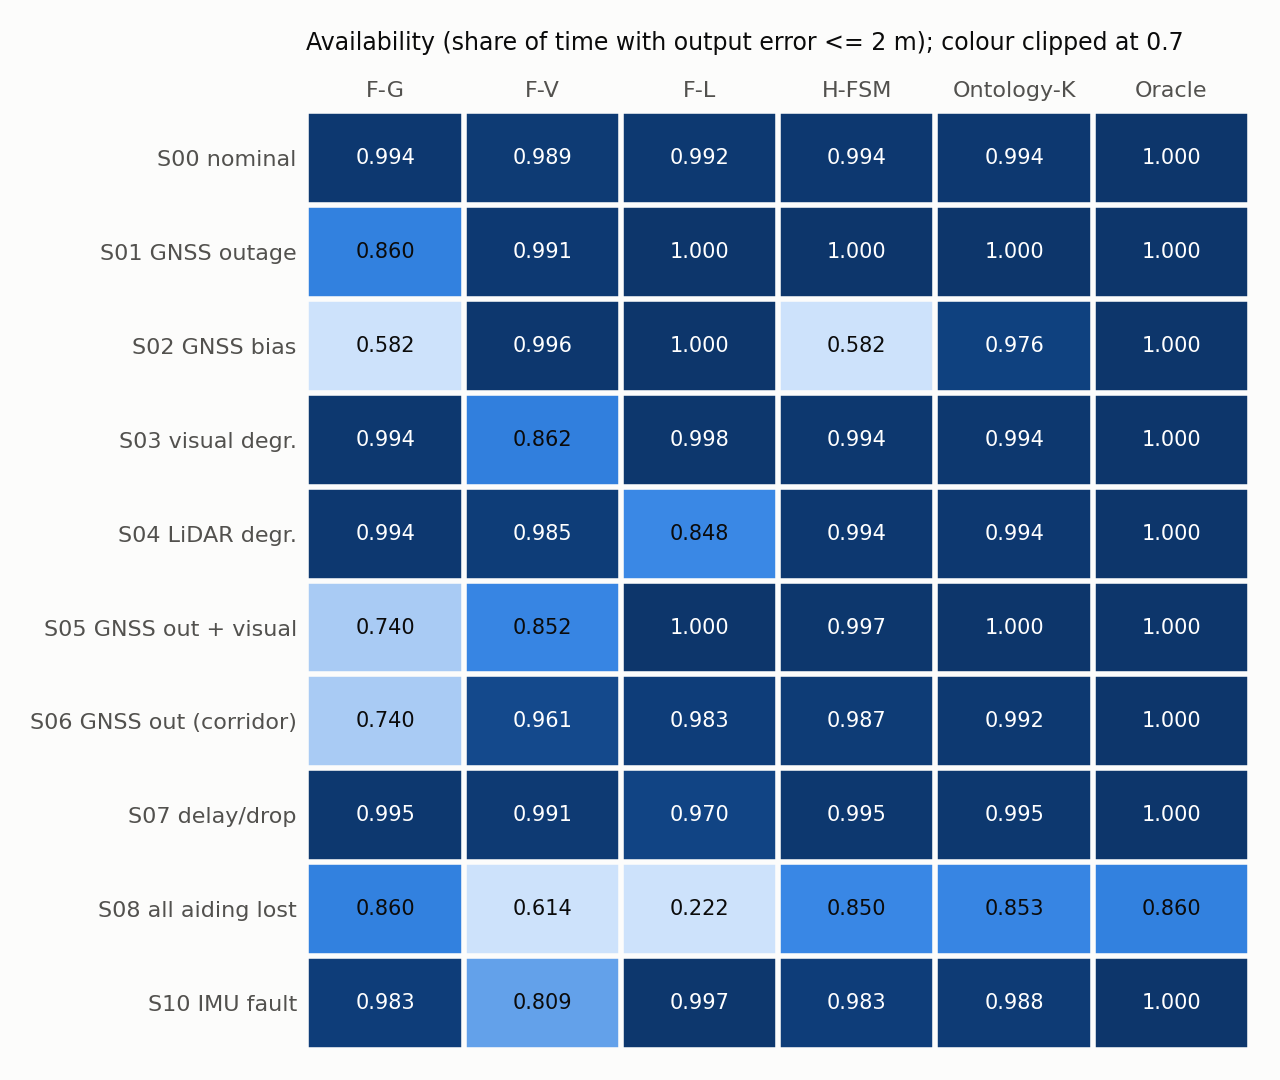 Availability (share of time with output error <= 2 m); colour clipped at 0.7
F-G F-V F-L H-FSM Ontology-K Oracle
S00 nominal 0.994 0.989 0.992 0.994 0.994 1.000
S01 GNSS outage 0.860 0.991 1.000 1.000 1.000 1.000
S02 GNSS bias 0.582 0.996 1.000 0.582 0.976 1.000
S03 visual degr. 0.994 0.862 0.998 0.994 0.994 1.000
S04 LiDAR degr. 0.994 0.985 0.848 0.994 0.994 1.000
S05 GNSS out + visual 0.740 0.852 1.000 0.997 1.000 1.000
S06 GNSS out (corridor) 0.740 0.961 0.983 0.987 0.992 1.000
S07 delay/drop 0.995 0.991 0.970 0.995 0.995 1.000
S08 all aiding lost 0.860 0.614 0.222 0.850 0.853 0.860
S10 IMU fault 0.983 0.809 0.997 0.983 0.988 1.000